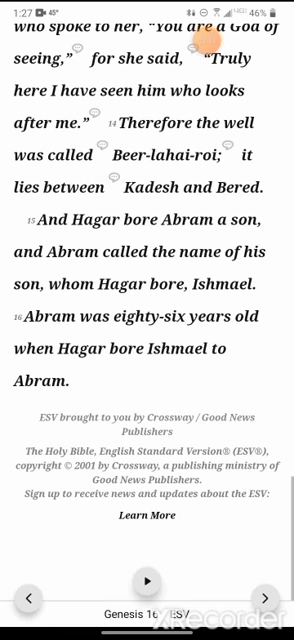 1:27 45° 46%
who spoke to her, "You are a God of
seeing," for she said, "Truly
here I have seen him who looks
after me." 14 Therefore the well
was called Beer-lahai-roi; it
lies between Kadesh and Bered.
15 And Hagar bore Abram a son,
and Abram called the name of his
son, whom Hagar bore, Ishmael.
16 Abram was eighty-six years old
when Hagar bore Ishmael to
Abram.
ESV brought to you by Crossway / Good News
Publishers
The Holy Bible, English Standard Version® (ESV®),
copyright © 2001 by Crossway, a publishing ministry of
Good News Publishers.
Sign up to receive news and updates about the ESV:
Learn More
Genesis 16 ESV
XRecorder